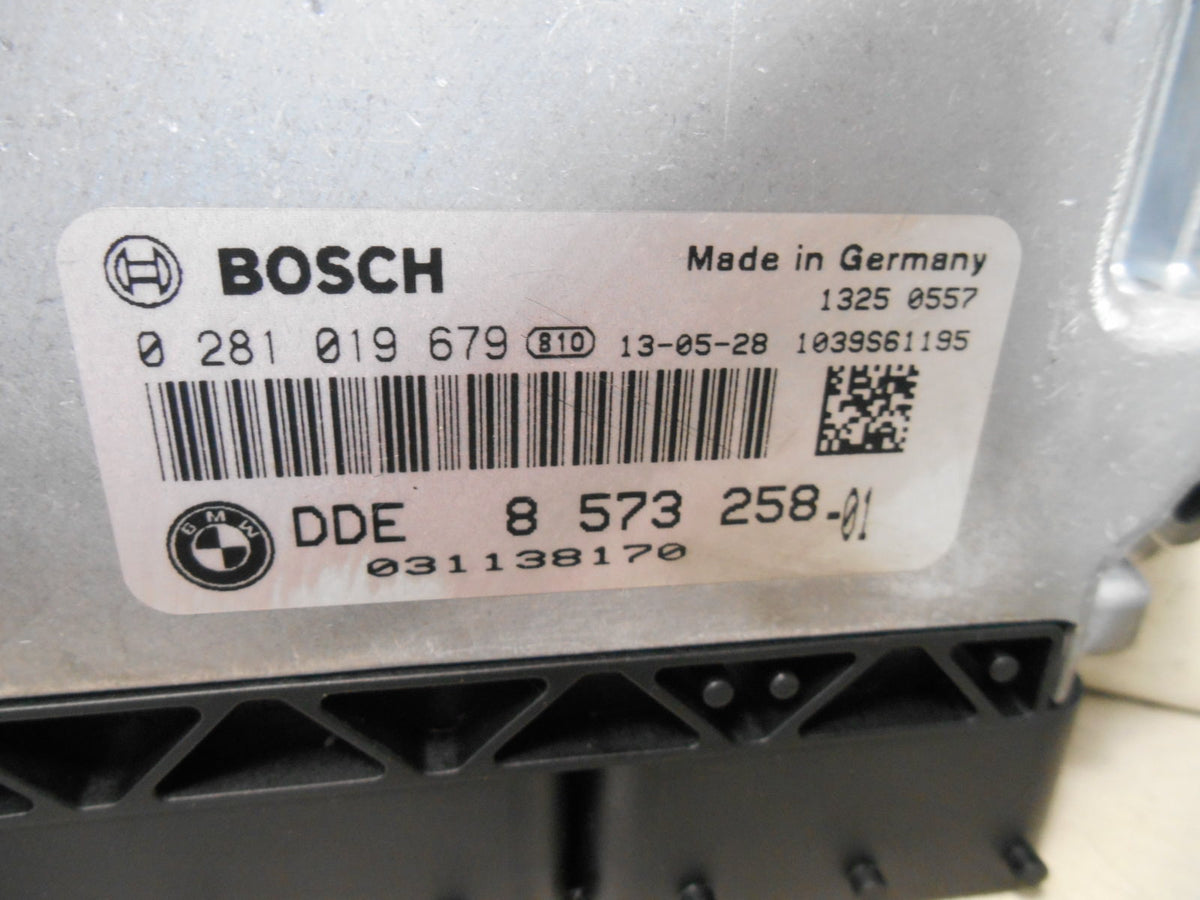 BOSCH
Made in Germany
1325 0557
0 281 019 679 810 13-05-28 1039S61195
BMW
DDE 8 573 258-01
031138170